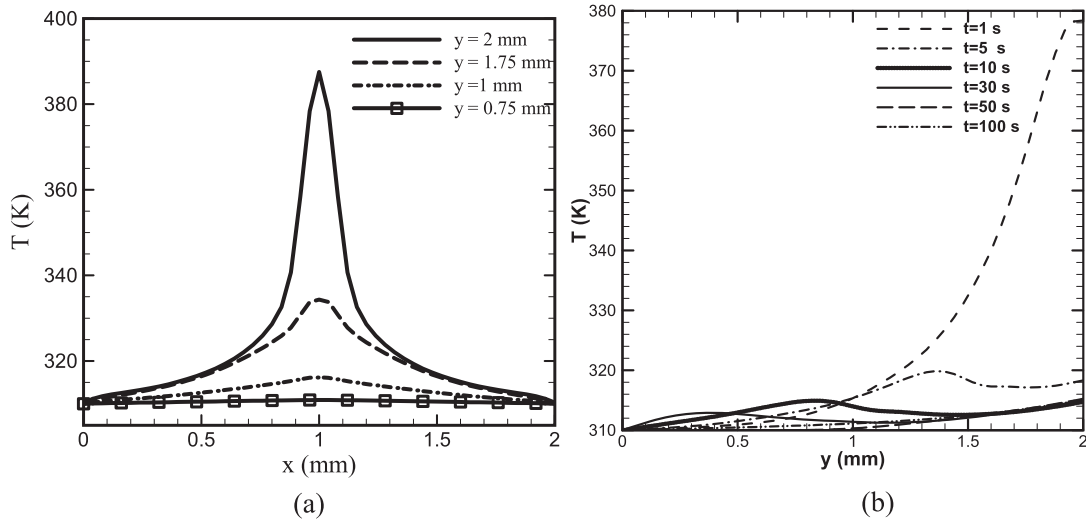 400
380
360
340
320
T (K)
y = 2 mm
y = 1.75 mm
y =1 mm
y = 0.75 mm
0 0.5 1 1.5 2
x (mm)
(a)
380
370
360
350
340
330
320
310
T (K)
t=1 s
t=5 s
t=10 s
t=30 s
t=50 s
t=100 s
0 0.5 1 1.5 2
y (mm)
(b)